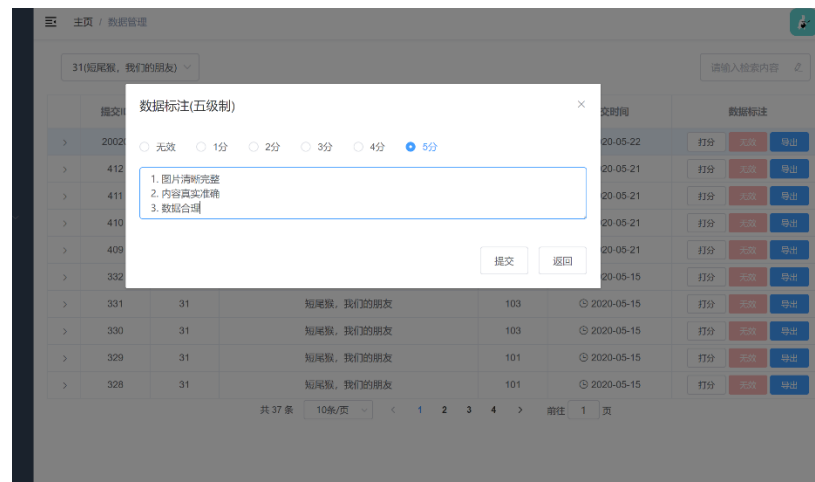 主页 / 数据管理
31(短尾猴，我们的朋友)
请输入检索内容
提交I
交时间
数据标注
数据标注(五级制)
无效 1分 2分 3分 4分 5分
1. 图片清晰完整
2. 内容真实准确
3. 数据合理
提交 返回
2002 20-05-22 打分 无效 导出
412 20-05-21 打分 无效 导出
411 20-05-21 打分 无效 导出
410 20-05-21 打分 无效 导出
409 20-05-21 打分 无效 导出
332 20-05-15 打分 无效 导出
331 31 短尾猴，我们的朋友 103 2020-05-15 打分 无效 导出
330 31 短尾猴，我们的朋友 103 2020-05-15 打分 无效 导出
329 31 短尾猴，我们的朋友 101 2020-05-15 打分 无效 导出
328 31 短尾猴，我们的朋友 101 2020-05-15 打分 无效 导出
共 37 条 10条/页 1 2 3 4 前往 1 页